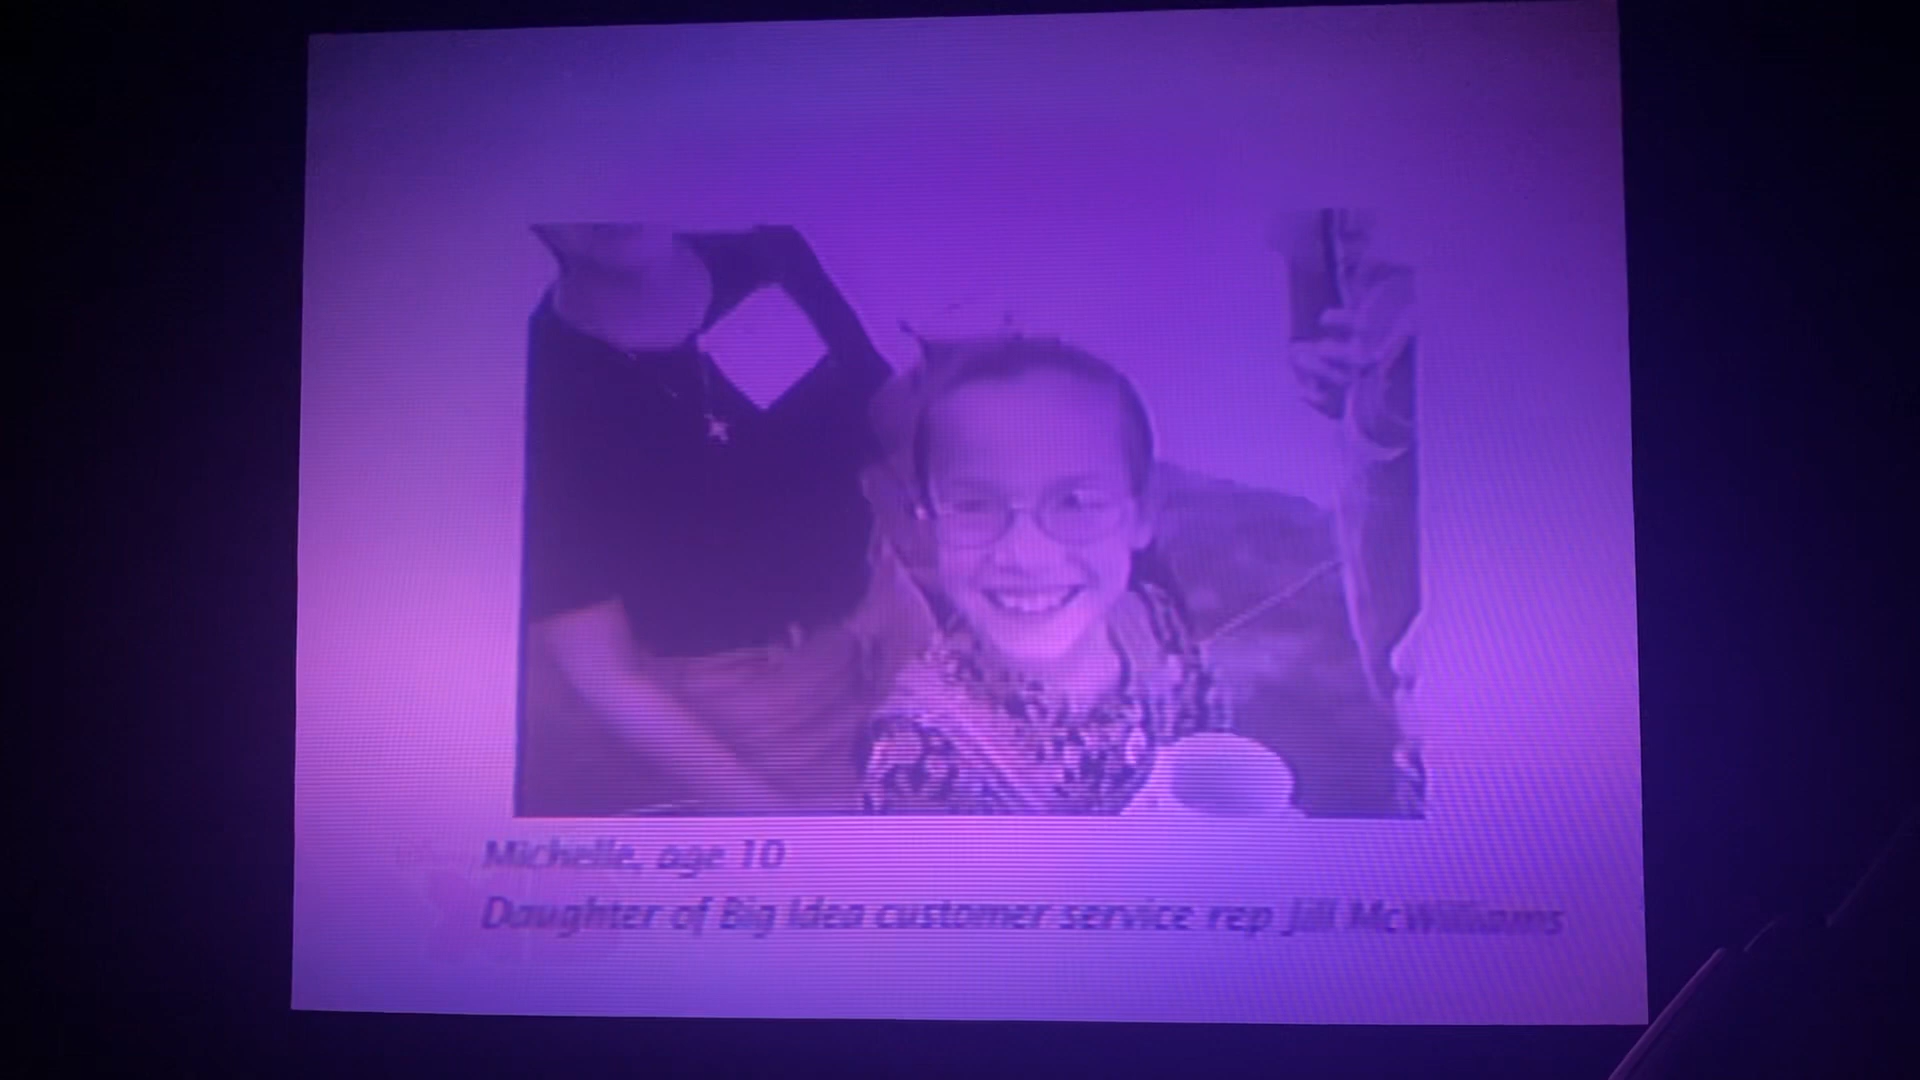 Michelle, age 10
Daughter of Big Idea customer service rep Jill McWilliams